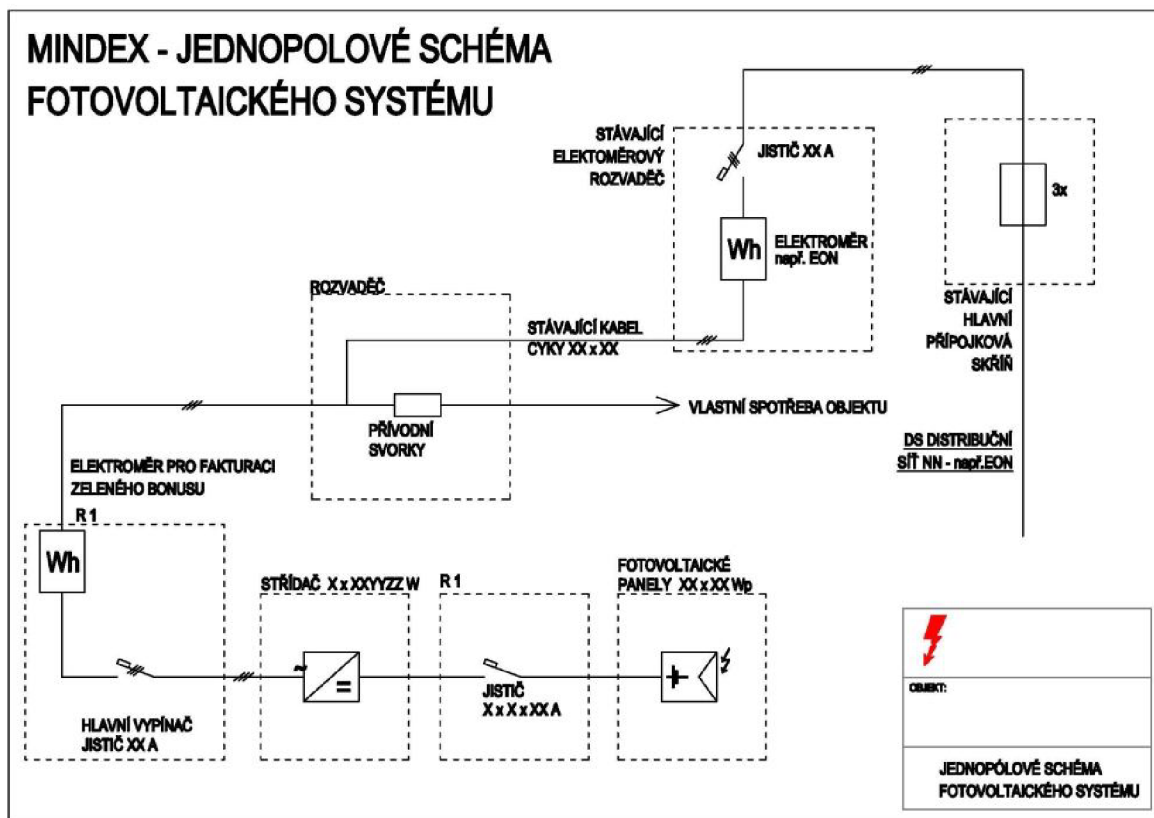 MINDEX - JEDNOPOLOVÉ SCHÉMA
FOTOVOLTAICKÉHO SYSTÉMU
STÁVAJÍCÍ
ELEKTOMĚROVÝ
ROZVADĚČ
JISTIČ XX A
Wh
ELEKTROMĚR
např. EON
3x
STÁVAJÍCÍ
HLAVNÍ
PŘÍPOJKOVÁ
SKŘÍŇ
ROZVADĚČ
STÁVAJÍCÍ KABEL
CYKY XX x XX
PŘÍVODNÍ
SVORKY
VLASTNÍ SPOTŘEBA OBJEKTU
DS DISTRIBUČNÍ
SÍŤ NN - např.EON
ELEKTROMĚR PRO FAKTURACI
ZELENÉHO BONUSU
R 1
Wh
HLAVNÍ VYPÍNAČ
JISTIČ XX A
STŘÍDAČ X x XXYYZZ W
~
=
R 1
JISTIČ
X x X x XX A
FOTOVOLTAICKÉ
PANELY XX x XX Wp
OBJEKT:
JEDNOPÓLOVÉ SCHÉMA
FOTOVOLTAICKÉHO SYSTÉMU